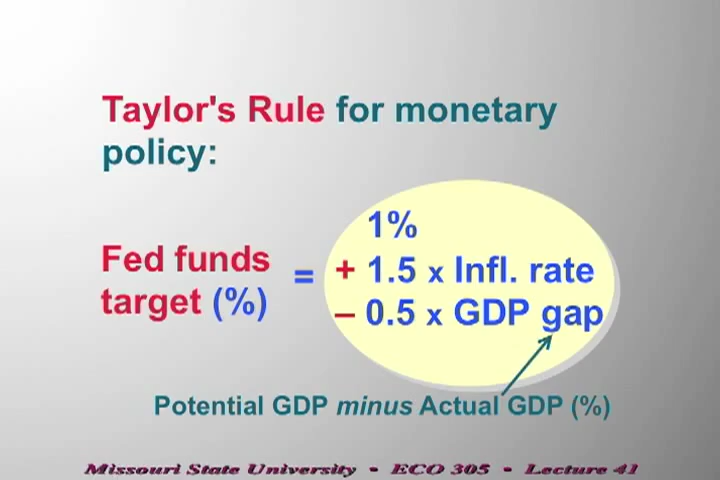 Taylor's Rule for monetary
policy:
1%
Fed funds
target (%)
=
+ 1.5 x Infl. rate
– 0.5 x GDP gap
Potential GDP minus Actual GDP (%)
Missouri State University - ECO 305 - Lecture 41